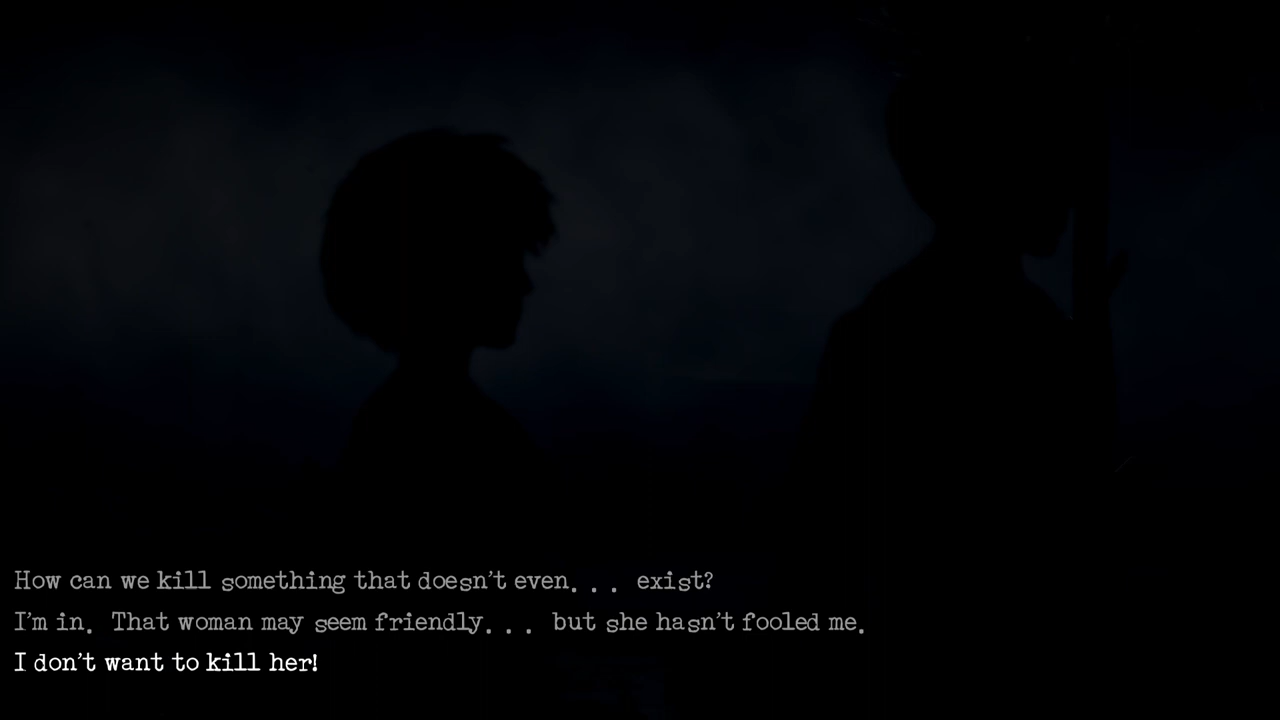 How can we kill something that doesn't even... exist?
I'm in. That woman may seem friendly... but she hasn't fooled me.
I don't want to kill her!